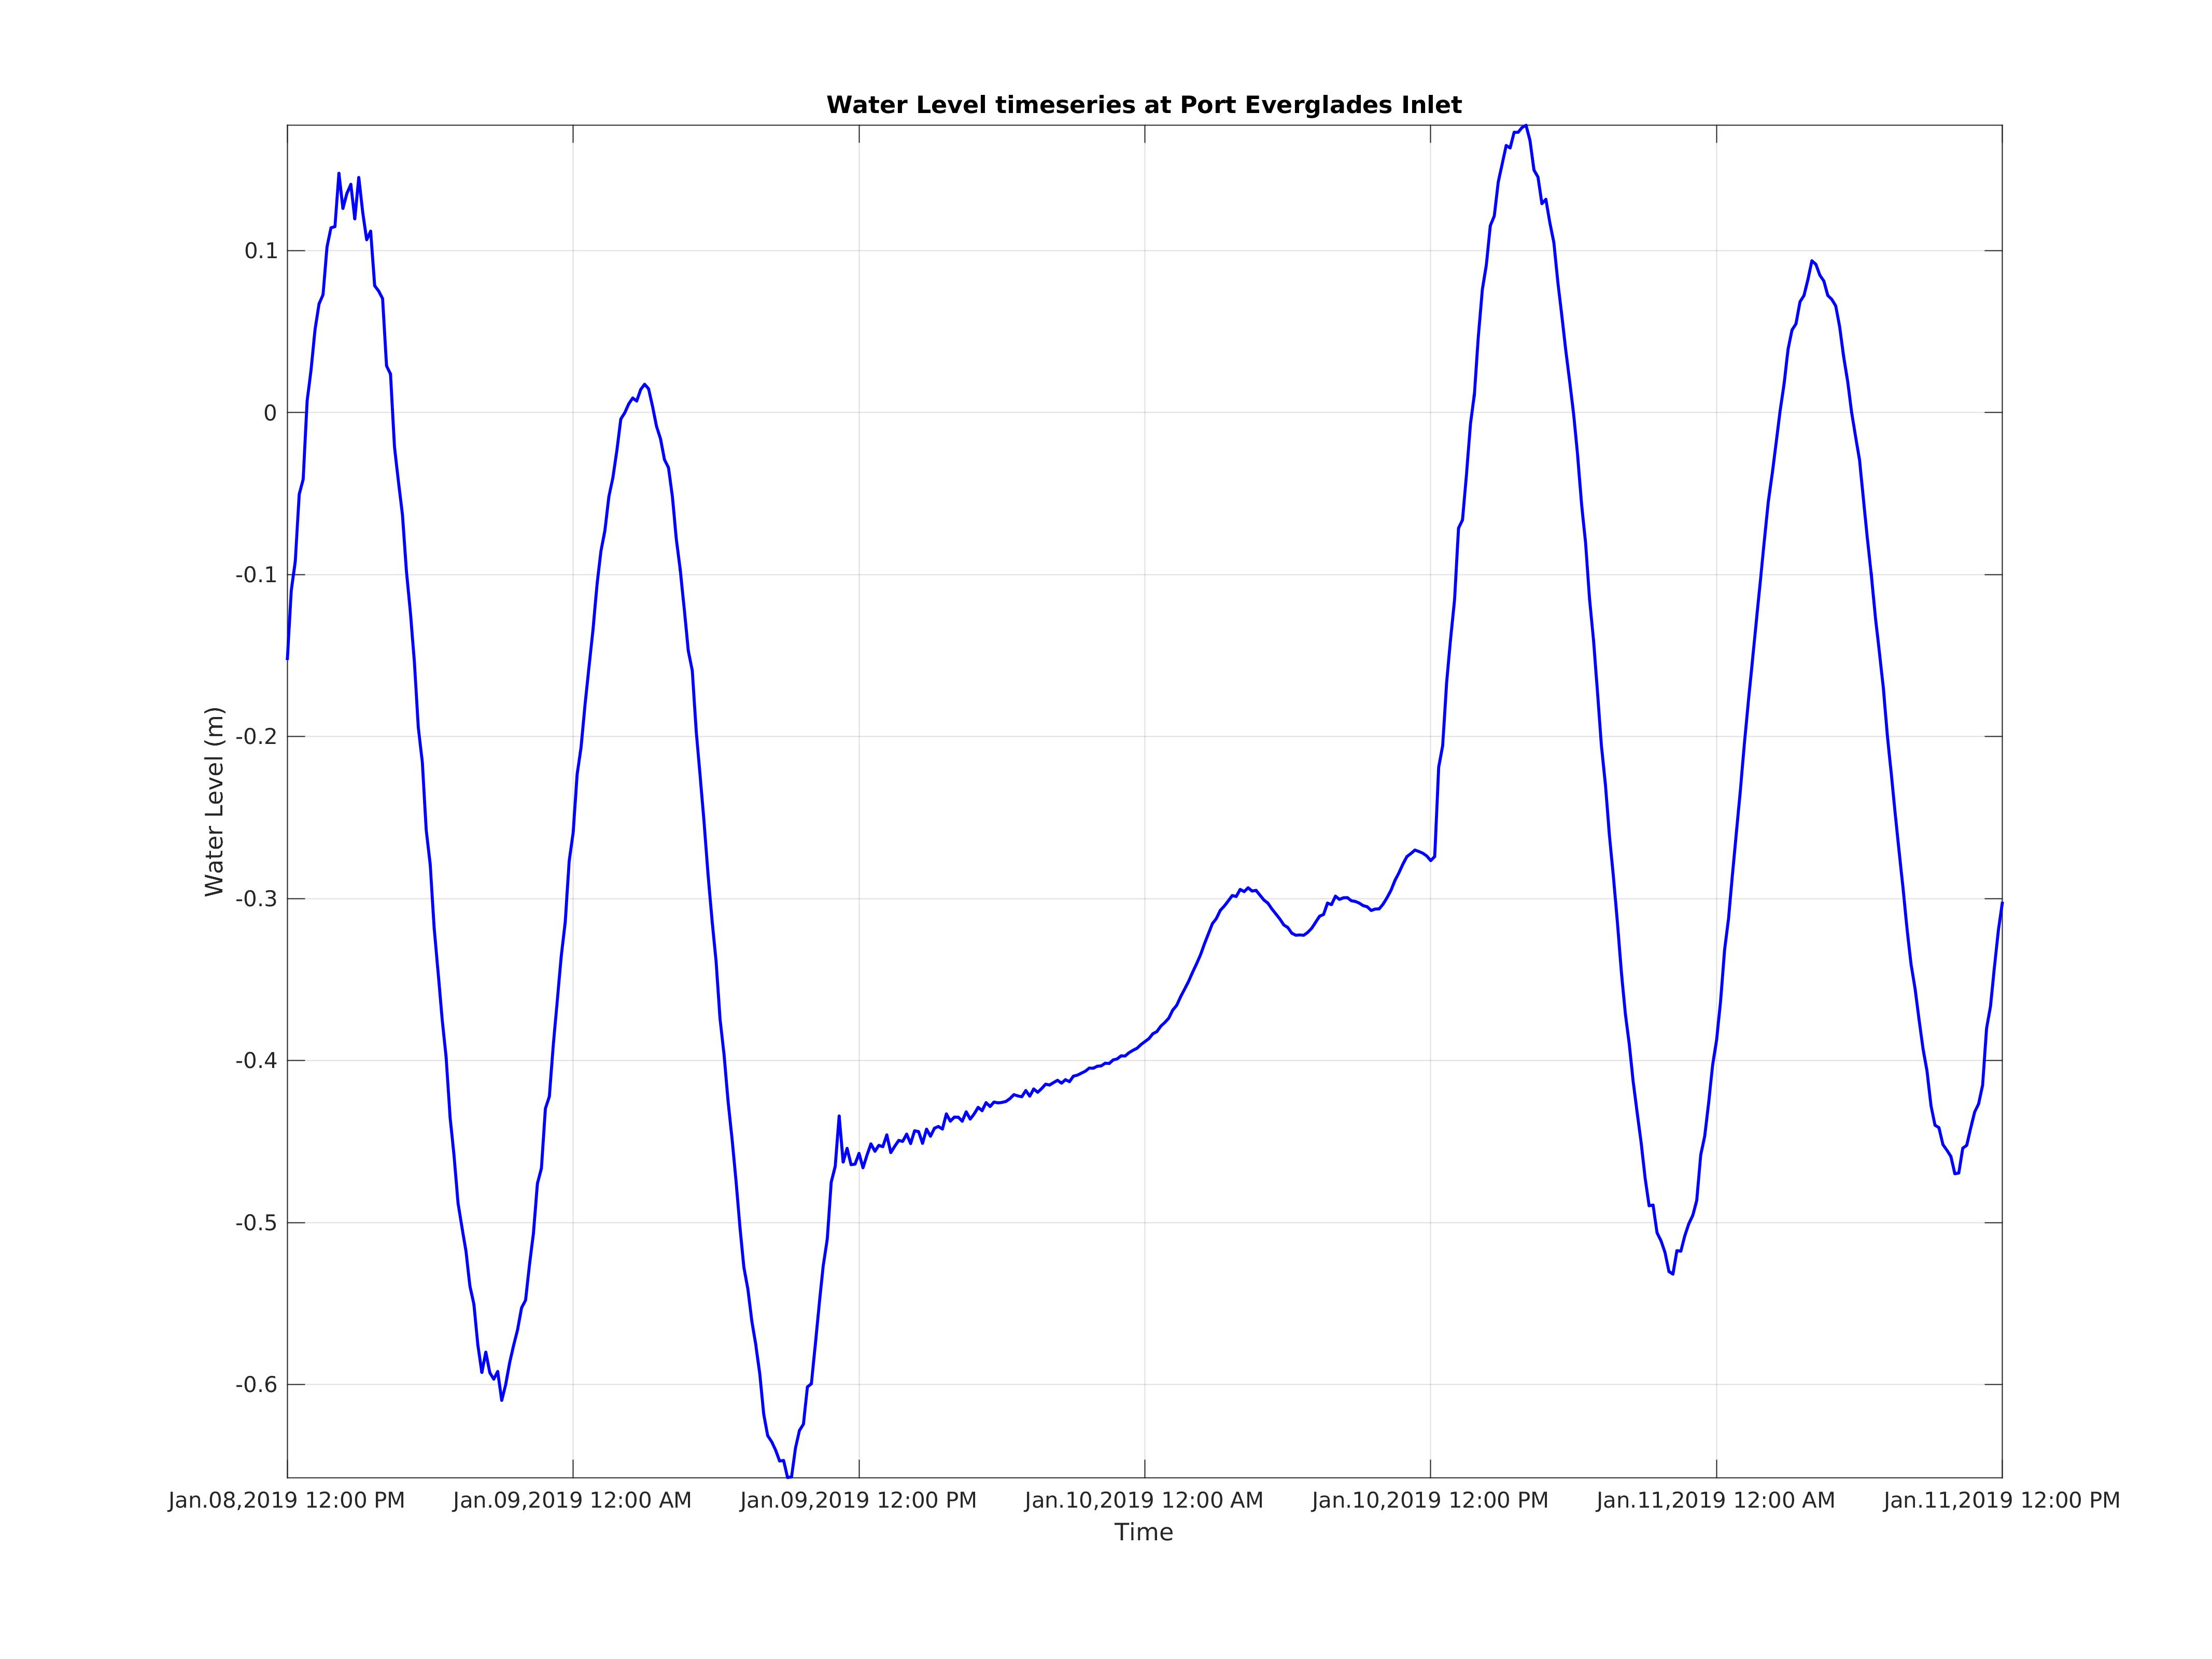 Water Level timeseries at Port Everglades Inlet
0.1
0
-0.1
-0.2
-0.3
-0.4
-0.5
-0.6
Water Level (m)
Jan.08,2019 12:00 PM Jan.09,2019 12:00 AM Jan.09,2019 12:00 PM Jan.10,2019 12:00 AM Jan.10,2019 12:00 PM Jan.11,2019 12:00 AM Jan.11,2019 12:00 PM
Time